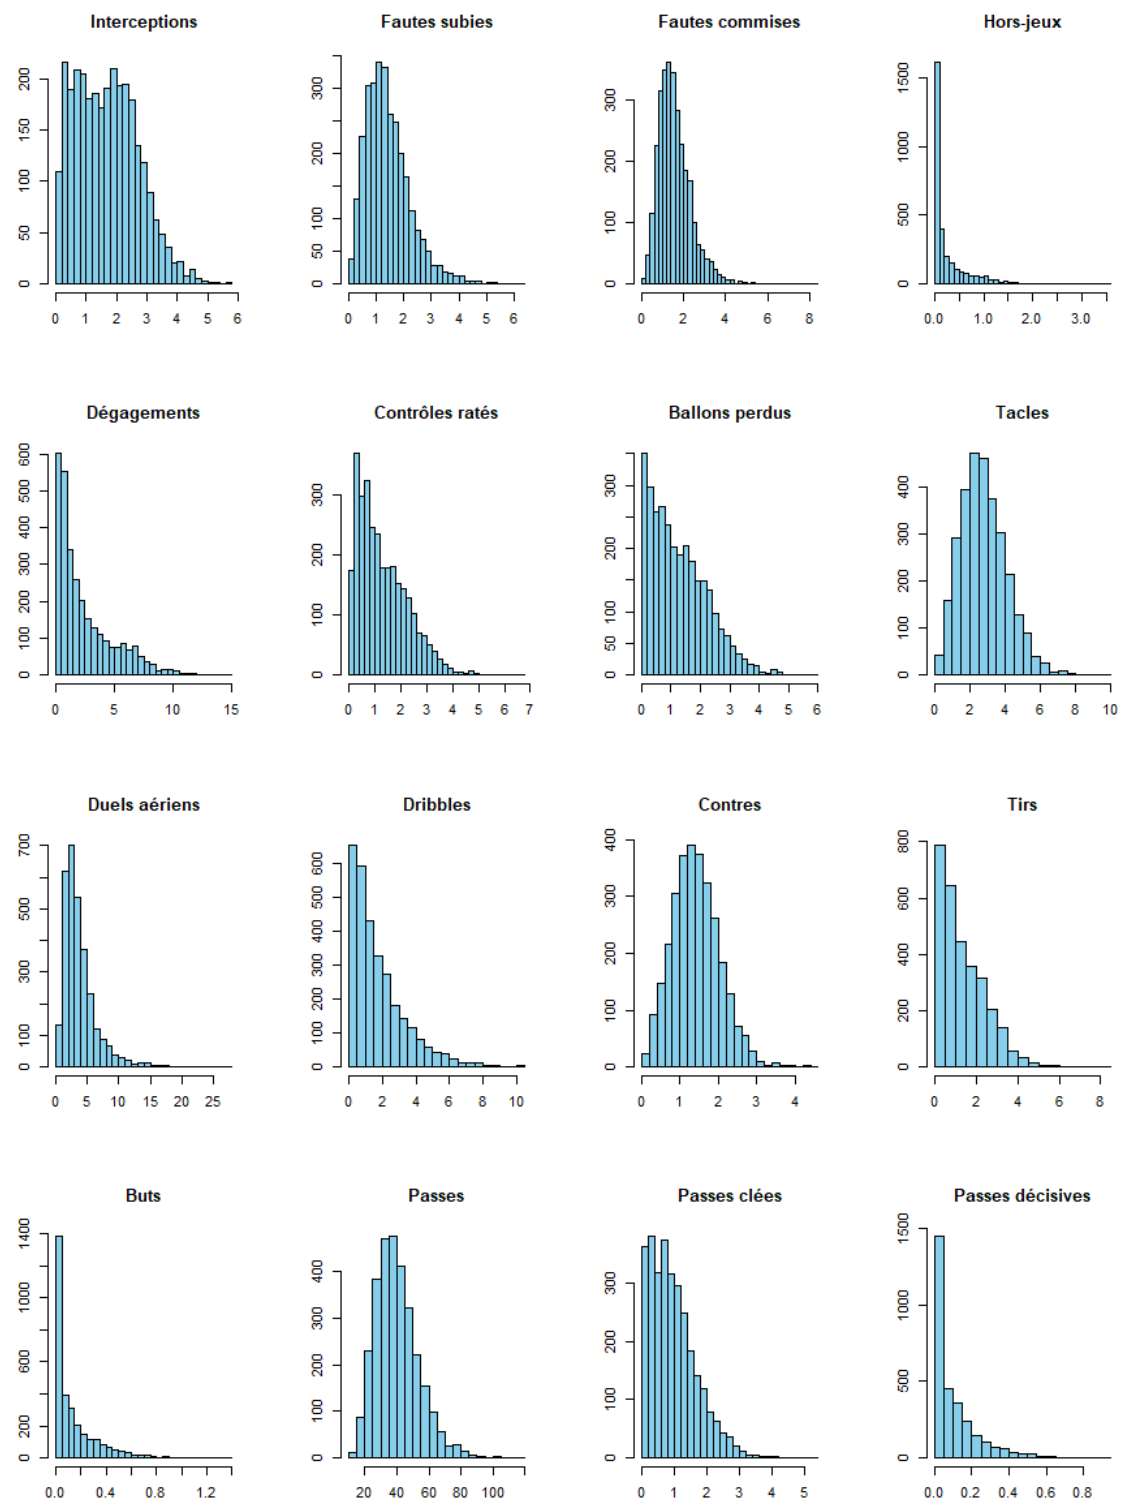 Interceptions
0 50 100 150 200
0 1 2 3 4 5 6
Fautes subies
0 50 100 200 300
0 1 2 3 4 5 6
Fautes commises
0 100 200 300
0 2 4 6 8
Hors-jeux
0 500 1000 1500
0.0 1.0 2.0 3.0
Dégagements
0 100 200 300 400 500 600
0 5 10 15
Contrôles ratés
0 100 200 300
0 1 2 3 4 5 6 7
Ballons perdus
0 50 100 200 300
0 1 2 3 4 5 6
Tacles
0 100 200 300 400
0 2 4 6 8 10
Duels aériens
0 100 300 500 700
0 5 10 15 20 25
Dribbles
0 100 200 300 400 500 600
0 2 4 6 8 10
Contres
0 100 200 300 400
0 1 2 3 4
Tirs
0 200 400 600 800
0 2 4 6 8
Buts
0 200 600 1000 1400
0.0 0.4 0.8 1.2
Passes
0 100 200 300 400
20 40 60 80 100
Passes clées
0 100 200 300
0 1 2 3 4 5
Passes décisives
0 500 1000 1500
0.0 0.2 0.4 0.6 0.8